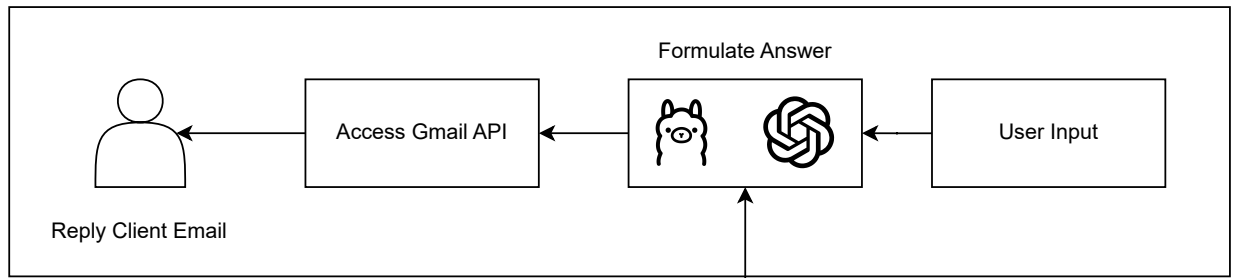 Formulate Answer
Access Gmail API
User Input
Reply Client Email